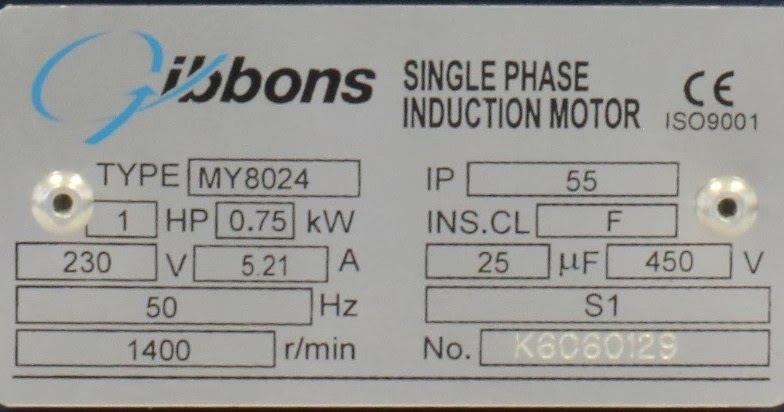 Gibbons SINGLE PHASE INDUCTION MOTOR CE ISO9001
TYPE MY8024 IP 55
1 HP 0.75 kW INS.CL F
230 V 5.21 A 25 µF 450 V
50 Hz S1
1400 r/min No. K6060129